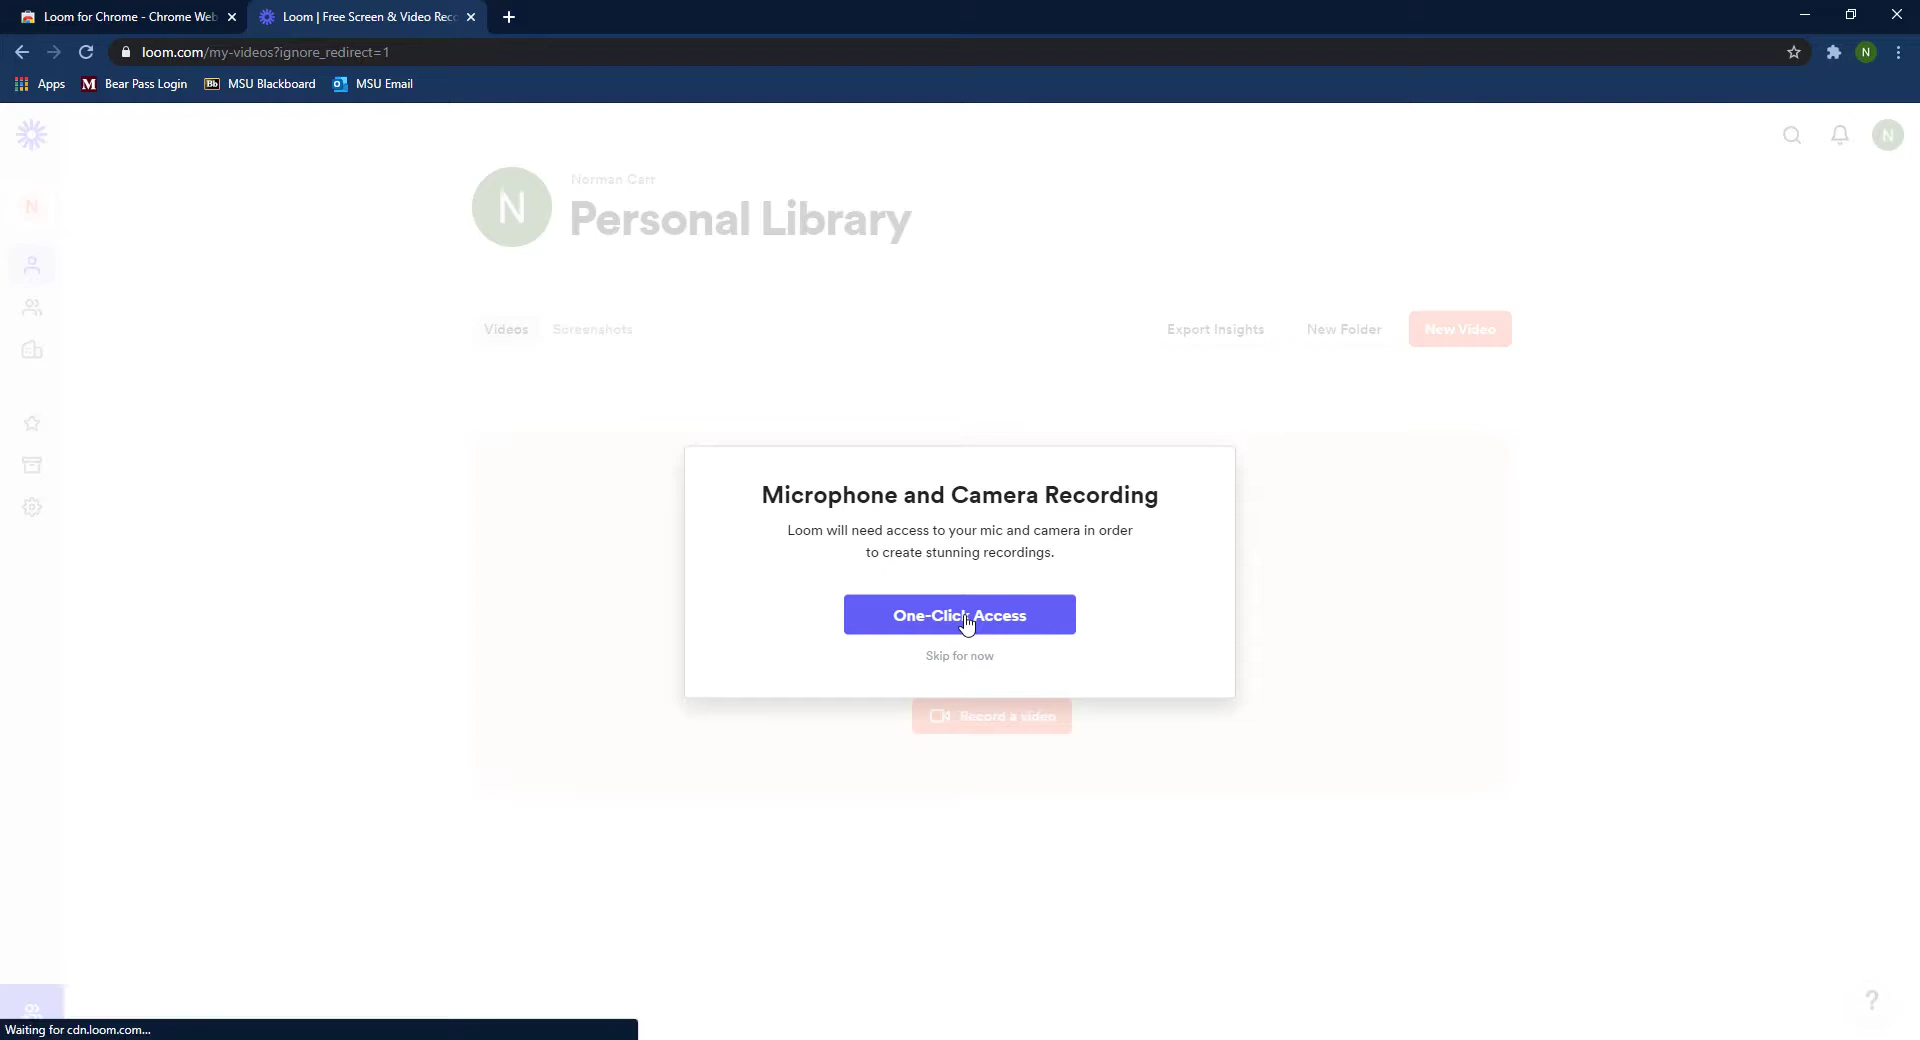 Loom for Chrome - Chrome Web
Loom | Free Screen & Video Rec
loom.com/my-videos?ignore_redirect=1
N
Apps
M
Bear Pass Login
Bb
MSU Blackboard
MSU Email
N
N
N
Norman Carr
Personal Library
Videos
Screenshots
Export Insights
New Folder
New Video
Microphone and Camera Recording
Loom will need access to your mic and camera in order
to create stunning recordings.
One-Click Access
Skip for now
Record a video
?
Waiting for cdn.loom.com...